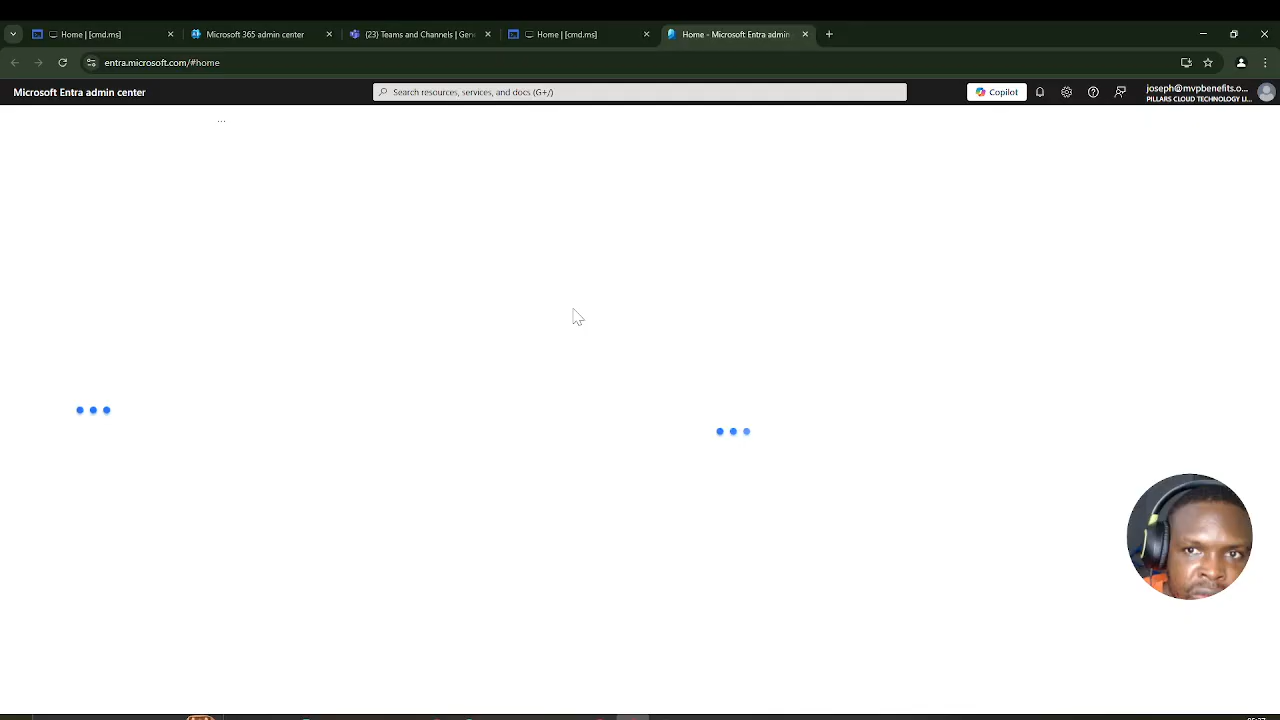 Home | [cmd.ms]
Microsoft 365 admin center
(23) Teams and Channels | Gen
Home | [cmd.ms]
Home - Microsoft Entra admin
entra.microsoft.com/#home
Microsoft Entra admin center
Search resources, services, and docs (G+/)
Copilot
joseph@mvpbenefits.o...
PILLARS CLOUD TECHNOLOGY LI...
...